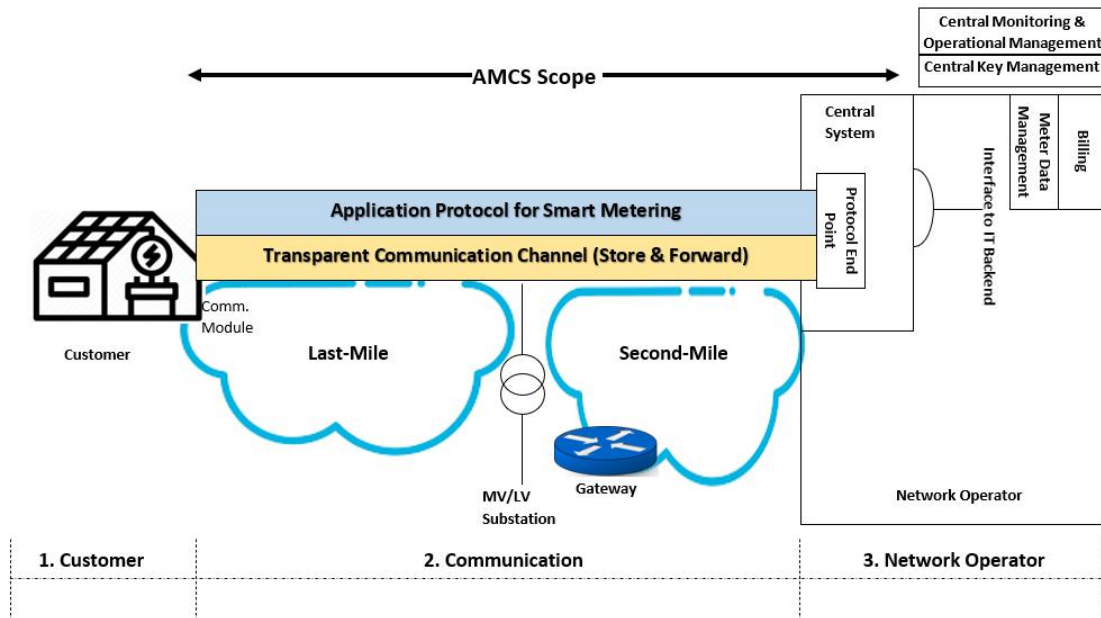 Central Monitoring &
Operational Management
Central Key Management
AMCS Scope
Central
System
Meter Data
Management
Billing
Interface to IT Backend
Protocol End
Point
Application Protocol for Smart Metering
Transparent Communication Channel (Store & Forward)
Comm.
Module
Customer
Last-Mile
Second-Mile
Gateway
MV/LV
Substation
Network Operator
1. Customer
2. Communication
3. Network Operator